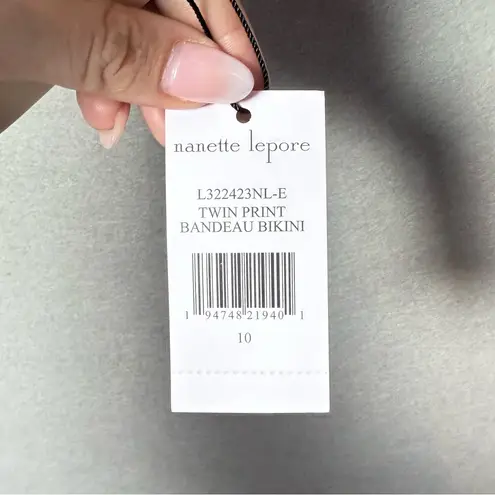 nanette lepore
L322423NL-E
TWIN PRINT
BANDEAU BIKINI
1 94748 21940 1
10